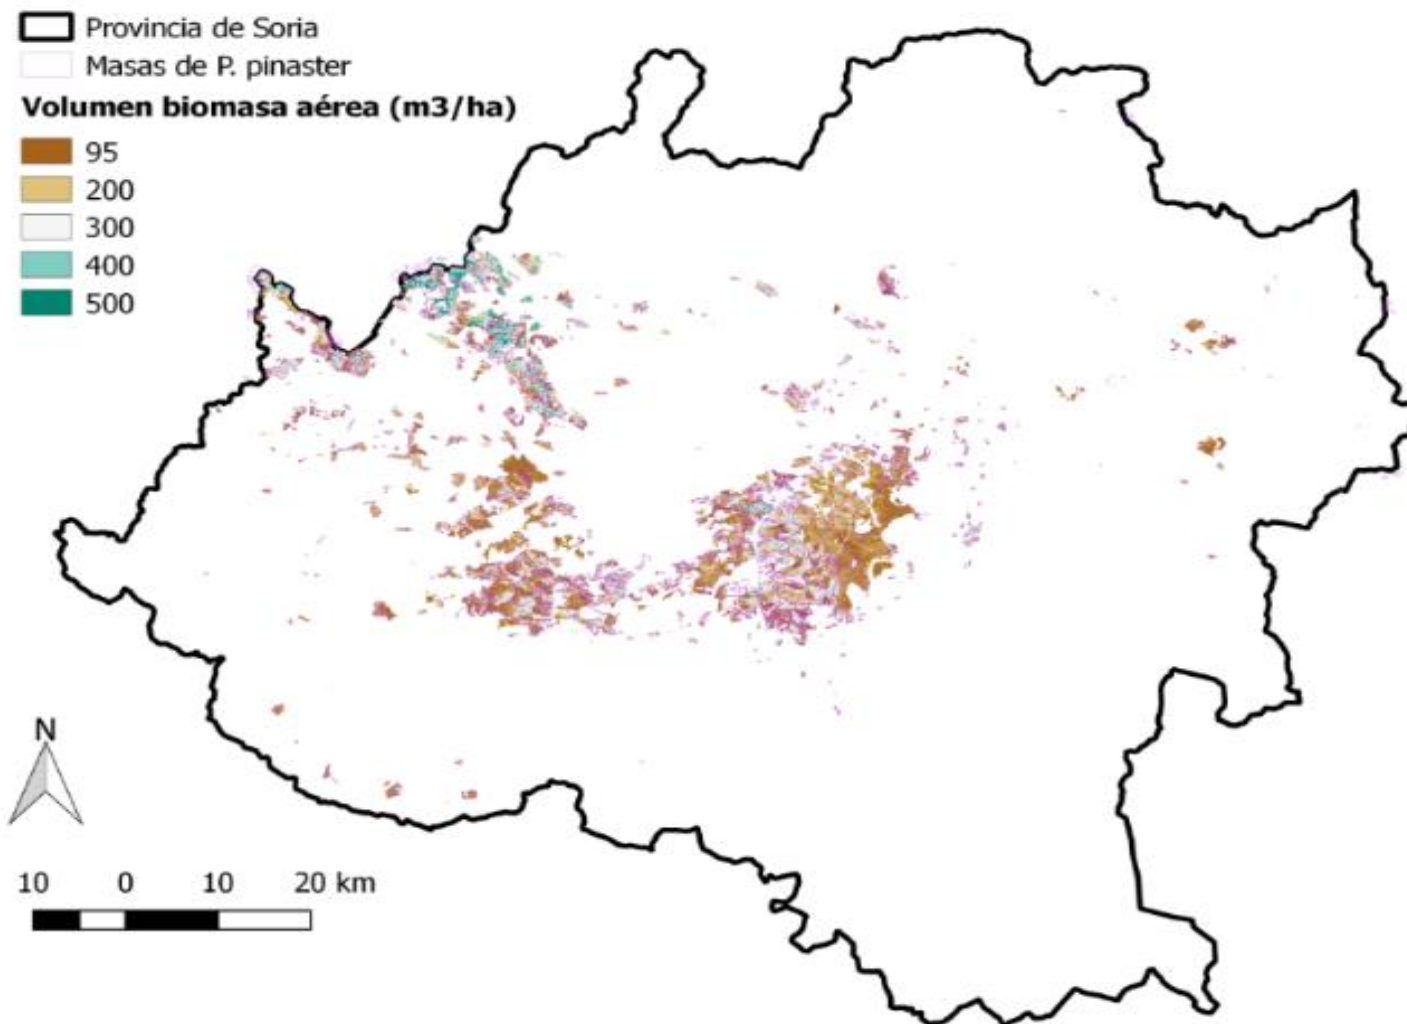 Provincia de Soria
Masas de P. pinaster
Volumen biomasa aérea (m3/ha)
95
200
300
400
500
N
10 0 10 20 km